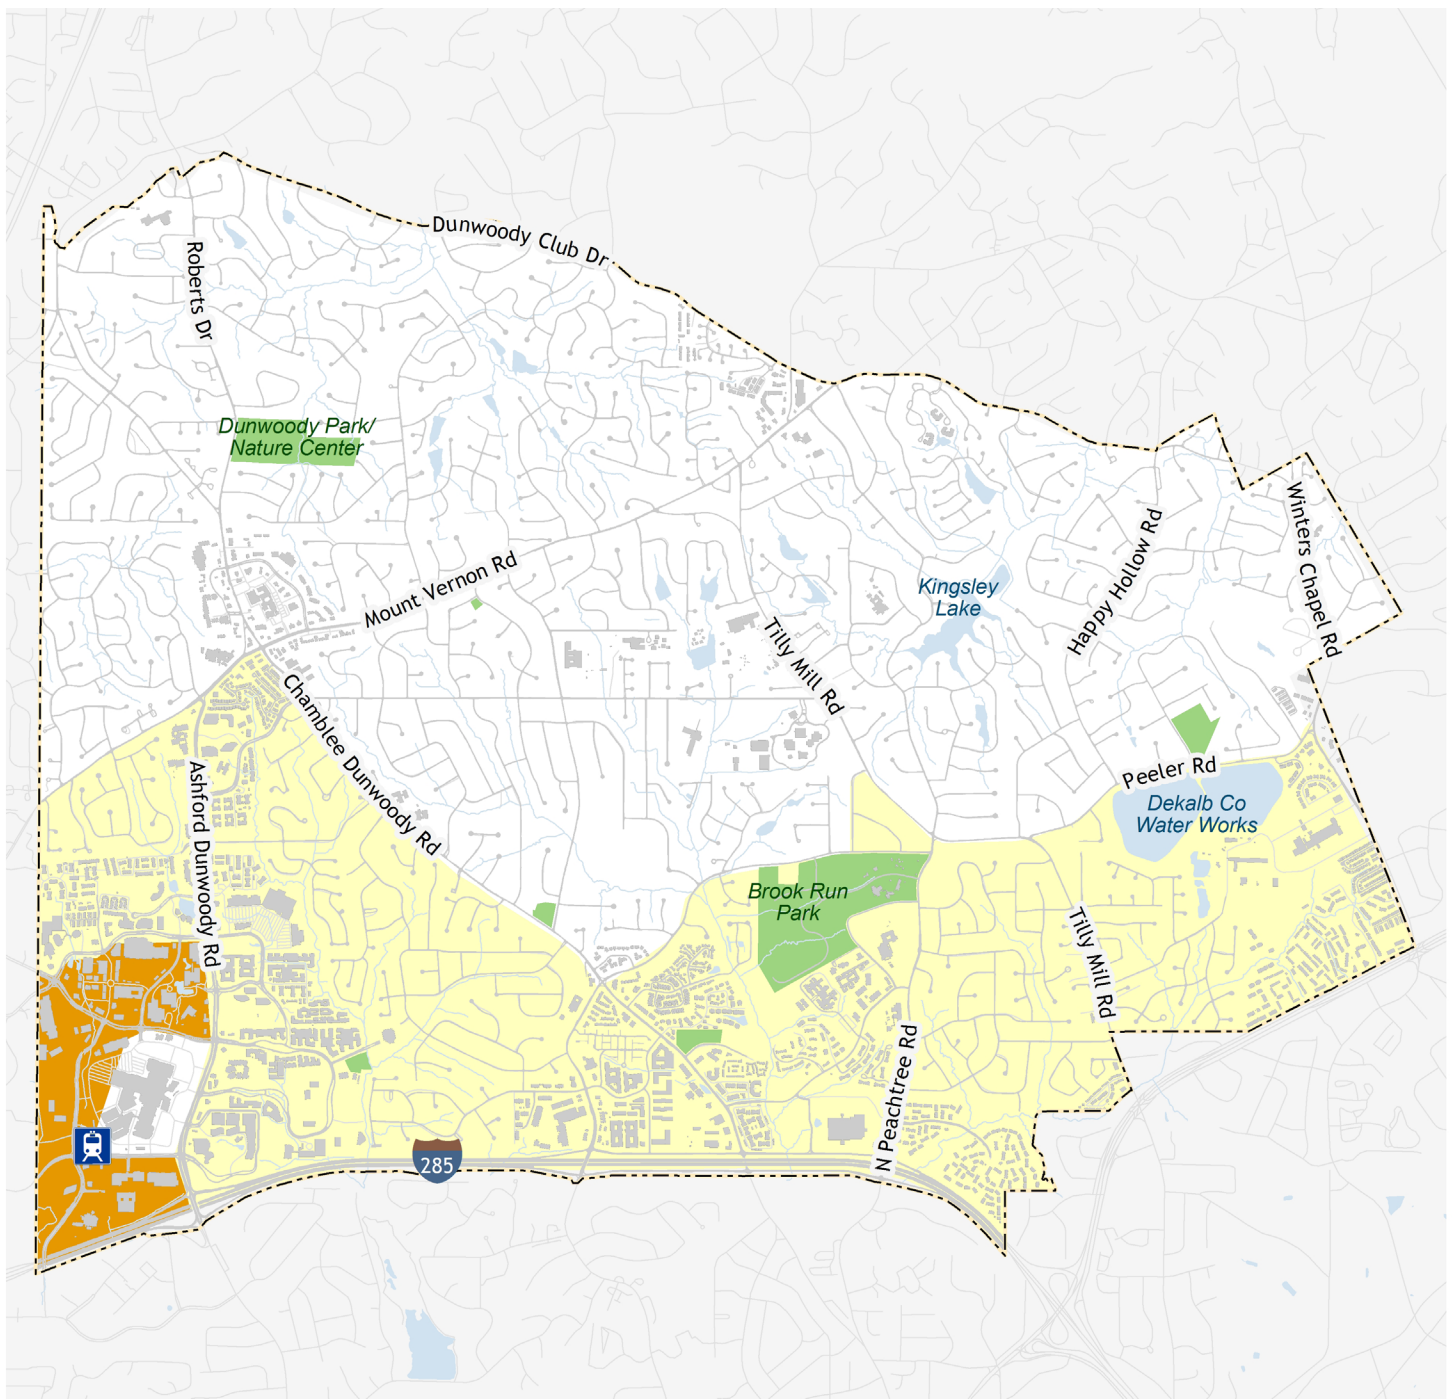 Dunwoody Club Dr
Roberts Dr
Dunwoody Park/
Nature Center
Winters Chapel Rd
Happy Hollow Rd
Mount Vernon Rd
Kingsley
Lake
Tilly Mill Rd
Chamblee Dunwoody Rd
Peeler Rd
Ashford Dunwoody Rd
Dekalb Co
Water Works
Brook Run
Park
Tilly Mill Rd
N Peachtree Rd
285